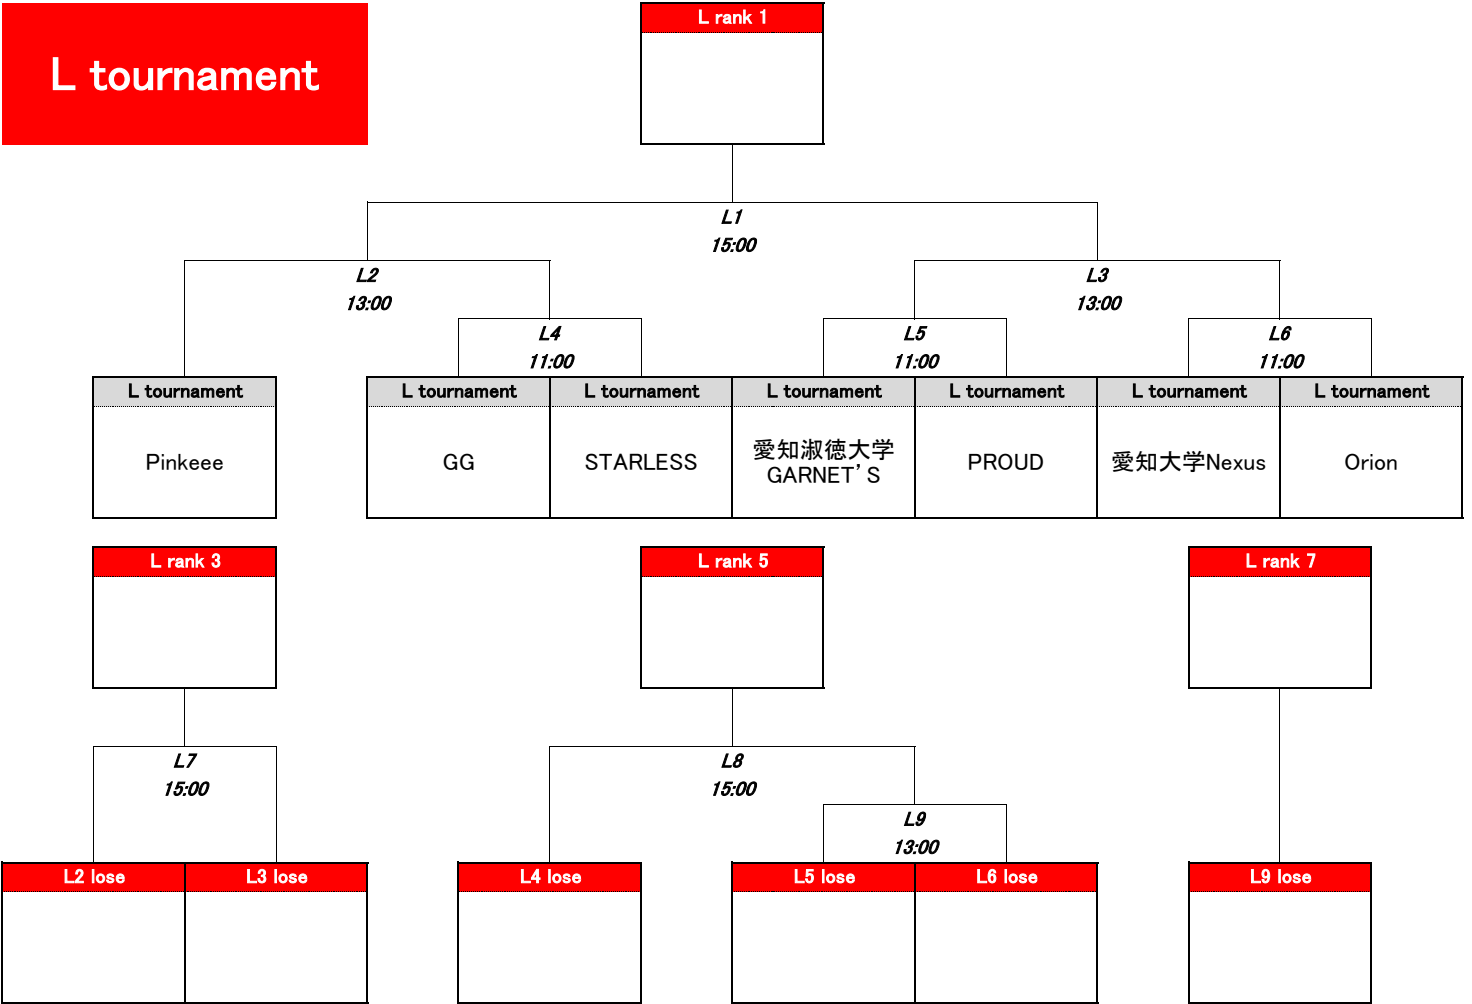 L tournament
L rank 1
L1
15:00
L2
13:00
L3
13:00
L4
11:00
L5
11:00
L6
11:00
L tournament
L tournament
L tournament
L tournament
L tournament
L tournament
L tournament
Pinkeee
GG
STARLESS
愛知淑徳大学
GARNET’S
PROUD
愛知大学Nexus
Orion
L rank 3
L rank 5
L rank 7
L7
15:00
L8
15:00
L9
13:00
L2 lose
L3 lose
L4 lose
L5 lose
L6 lose
L9 lose